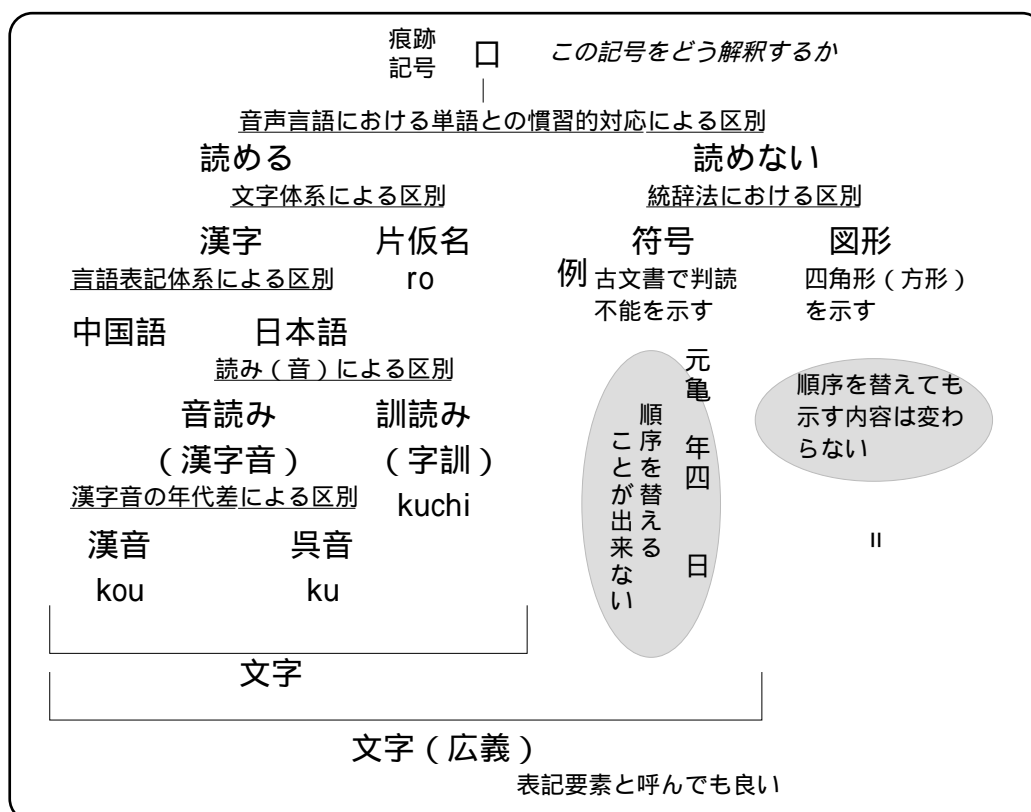 痕跡
記号
口
この記号をどう解釈するか
音声言語における単語との慣習的対応による区別
読める
読めない
文字体系による区別
統辞法における区別
漢字
片仮名
符号
図形
言語表記体系による区別
ro
例
古文書で判読
不能を示す
四角形（方形）
を示す
中国語
日本語
読み（音）による区別
元亀　年四　日
順序を替える
ことが出来ない
順序を替えても
示す内容は変わ
らない
音読み
訓読み
（漢字音）
（字訓）
漢字音の年代差による区別
kuchi
漢音
呉音
=
kou
ku
文字
文字（広義）
表記要素と呼んでも良い